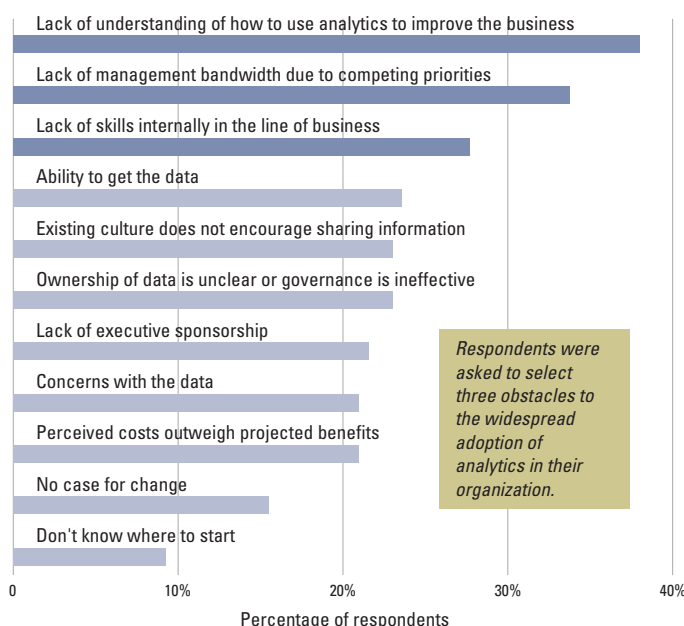 Lack of understanding of how to use analytics to improve the business
Lack of management bandwidth due to competing priorities
Lack of skills internally in the line of business
Ability to get the data
Existing culture does not encourage sharing information
Ownership of data is unclear or governance is ineffective
Lack of executive sponsorship
Concerns with the data
Perceived costs outweigh projected benefits
No case for change
Don't know where to start
Respondents were
asked to select
three obstacles to
the widespread
adoption of
analytics in their
organization.
0 10% 20% 30% 40%
Percentage of respondents